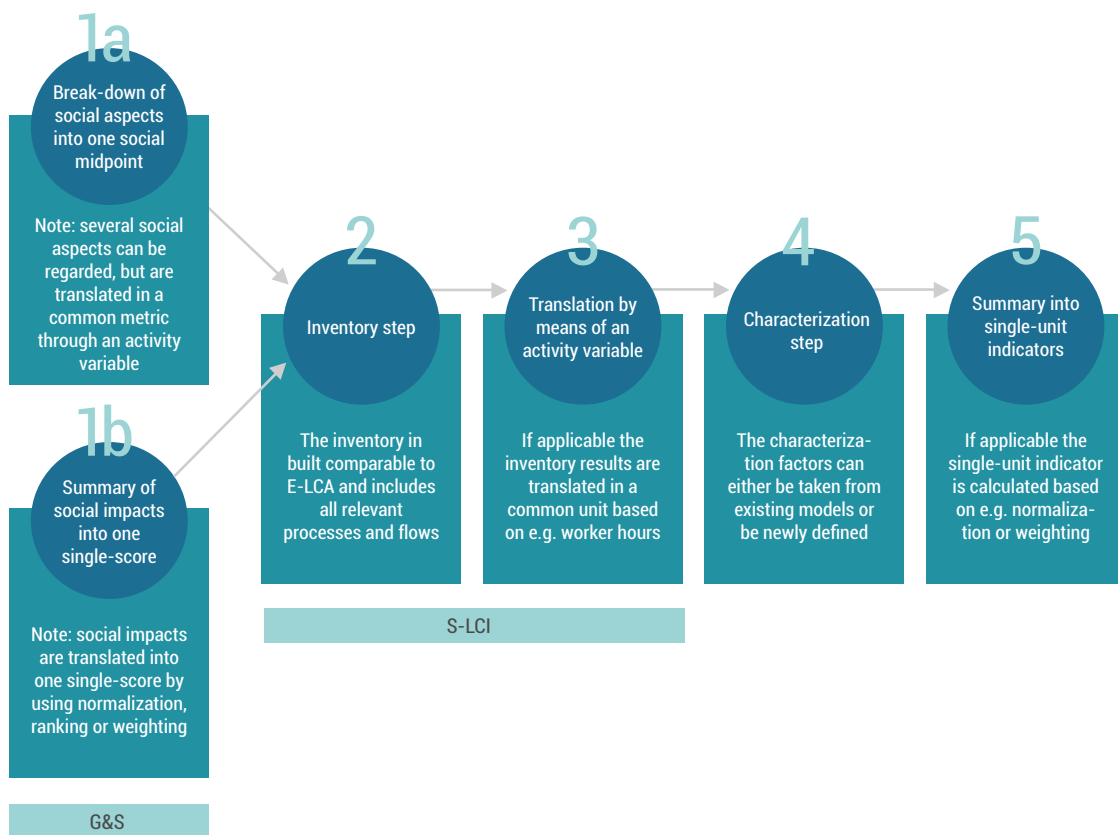 1a
Break-down of
social aspects
into one social
midpoint
Note: several social
aspects can be
regarded, but are
translated in a
common metric
through an activity
variable
1b
Summary of
social impacts
into one
single-score
Note: social impacts
are translated into
one single-score by
using normalization,
ranking or weighting
G&S
2
Inventory step
The inventory in
built comparable to
E-LCA and includes
all relevant
processes and flows
3
Translation by
means of an
activity variable
If applicable the
inventory results are
translated in a
common unit based
on e.g. worker hours
S-LCI
4
Characterization
step
The characteriza-
tion factors can
either be taken from
existing models or
be newly defined
5
Summary into
single-unit
indicators
If applicable the
single-unit indicator
is calculated based
on e.g. normaliza-
tion or weighting